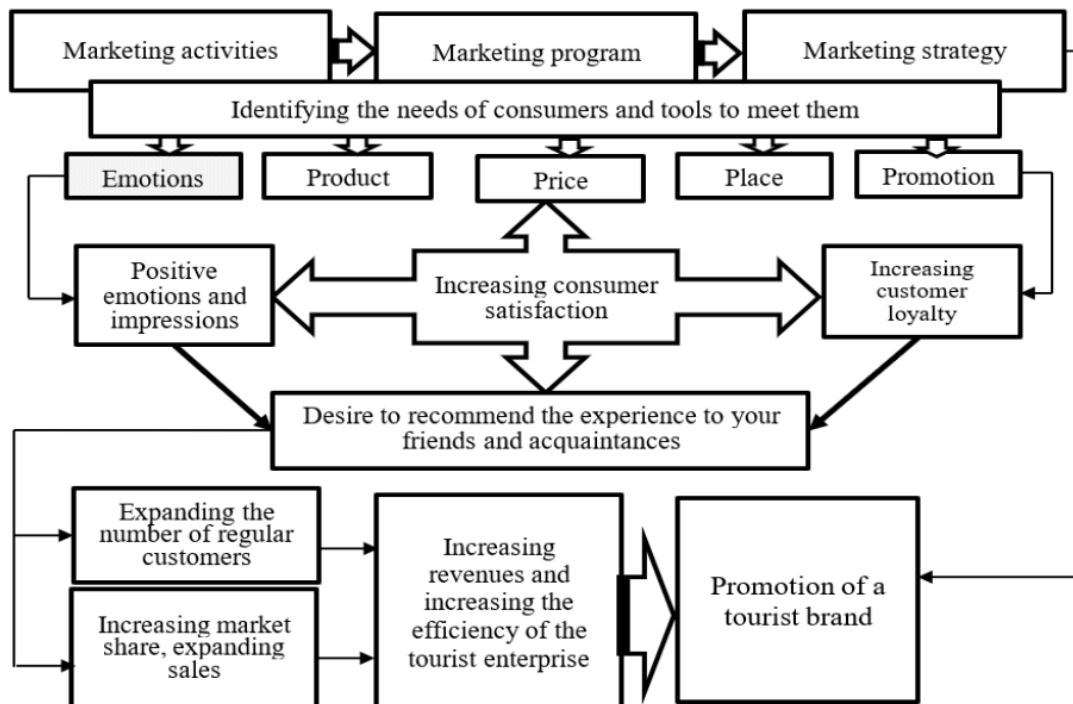 Marketing activities
Marketing program
Marketing strategy
Identifying the needs of consumers and tools to meet them
Emotions
Product
Price
Place
Promotion
Positive
emotions and
impressions
Increasing consumer
satisfaction
Increasing
customer
loyalty
Desire to recommend the experience to your
friends and acquaintances
Expanding the
number of regular
customers
Increasing market
share, expanding
sales
Increasing
revenues and
increasing the
efficiency of the
tourist enterprise
Promotion of a
tourist brand